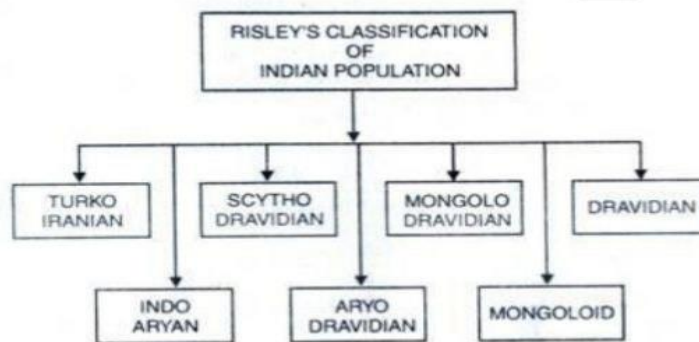 RISLEY'S CLASSIFICATION
OF
INDIAN POPULATION
TURKO
IRANIAN
SCYTHO
DRAVIDIAN
MONGOLO
DRAVIDIAN
DRAVIDIAN
INDO
ARYAN
ARYO
DRAVIDIAN
MONGOLOID